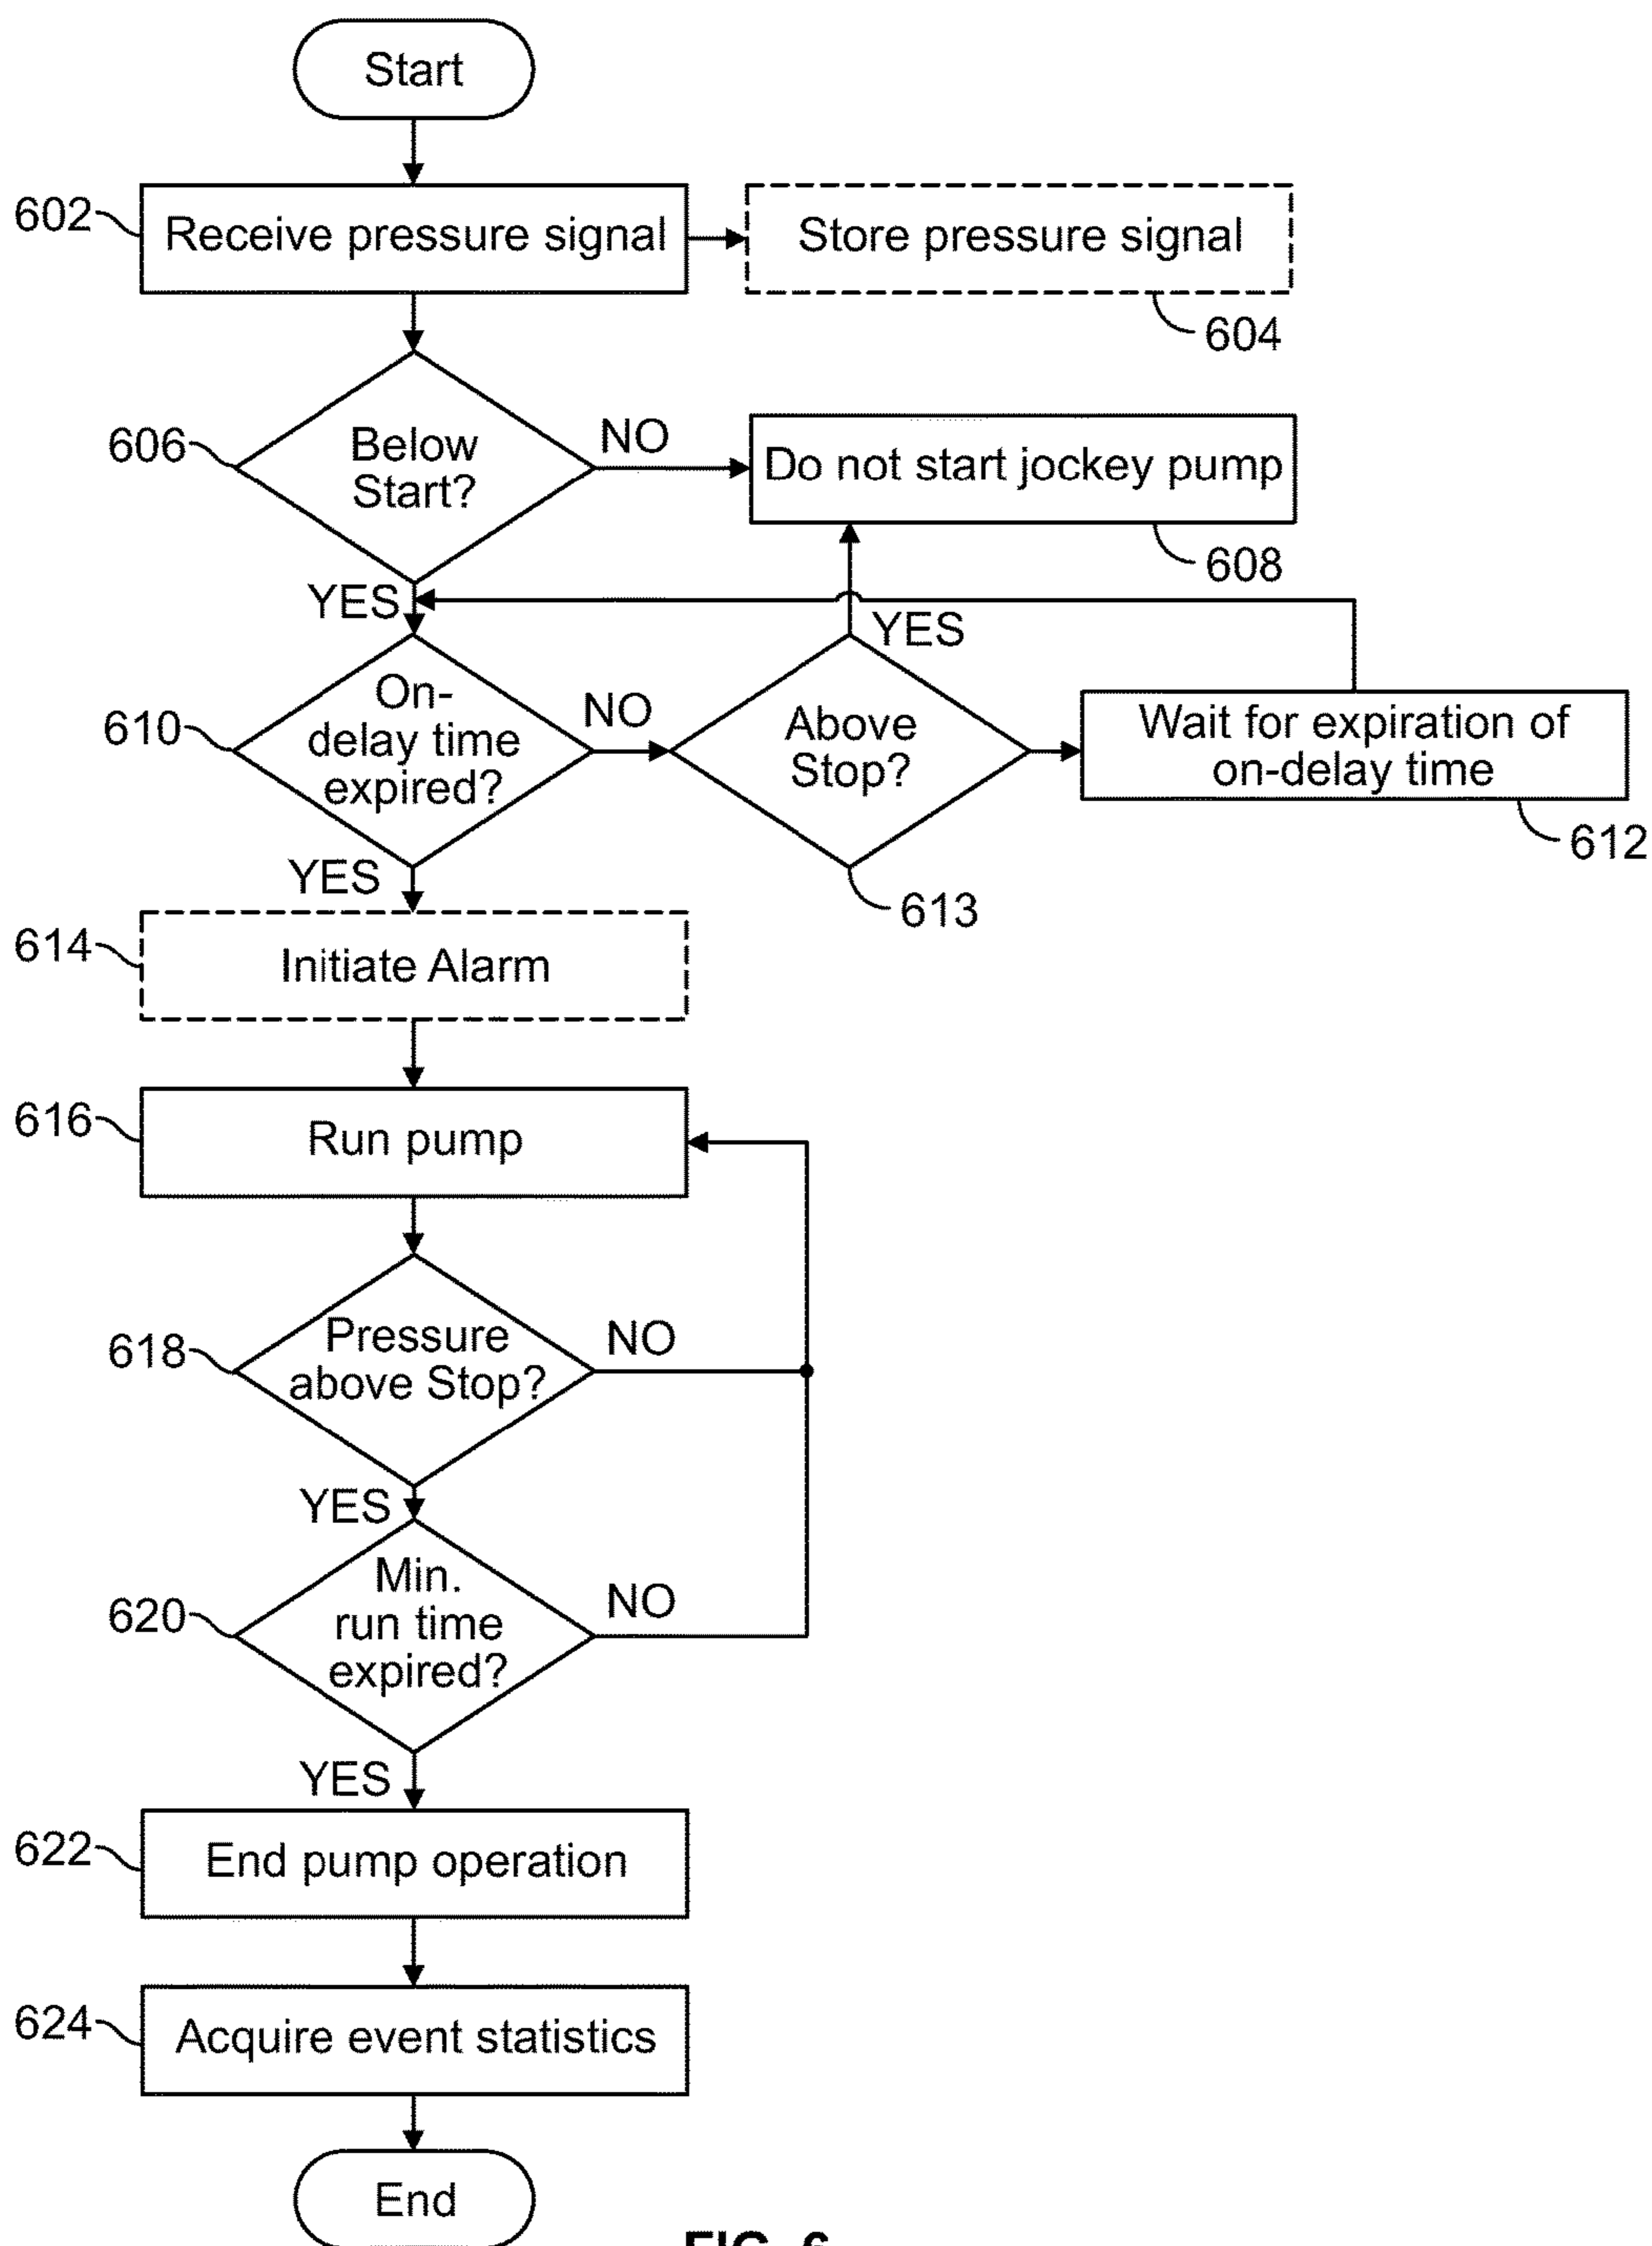 Start
602
Receive pressure signal
Store pressure signal
604
606
Below
Start?
NO
Do not start jockey pump
608
YES
YES
610
On-
delay time
expired?
NO
Above
Stop?
Wait for expiration of
on-delay time
612
613
YES
614
Initiate Alarm
616
Run pump
618
Pressure
above Stop?
NO
YES
620
Min.
run time
expired?
NO
YES
622
End pump operation
624
Acquire event statistics
End
FIG. 6